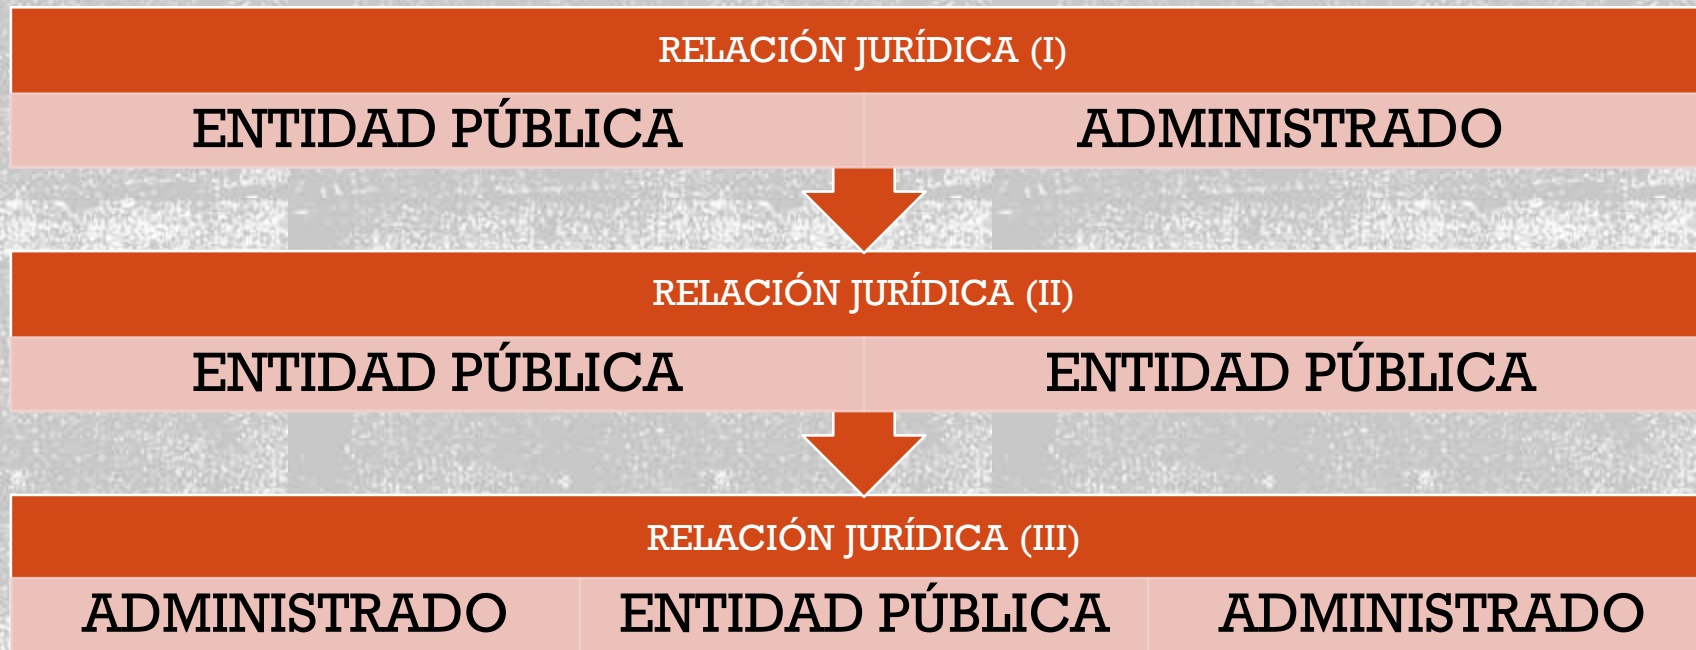 RELACIÓN JURÍDICA (I)
ENTIDAD PÚBLICA ADMINISTRADO
RELACIÓN JURÍDICA (II)
ENTIDAD PÚBLICA ENTIDAD PÚBLICA
RELACIÓN JURÍDICA (III)
ADMINISTRADO ENTIDAD PÚBLICA ADMINISTRADO